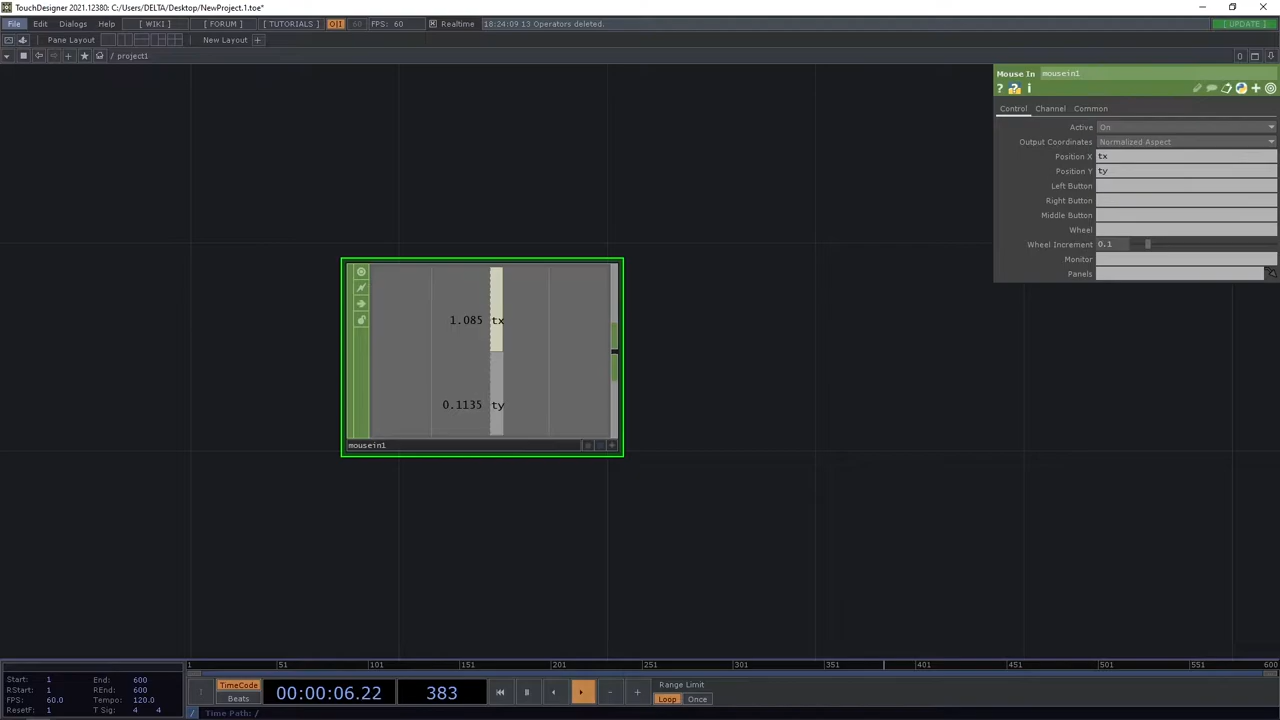 TouchDesigner 2021.12380: C:/Users/DELTA/Desktop/NewProject.1.toe*
File Edit Dialogs Help [ WIKI ] [ FORUM ] [ TUTORIALS ] O|I 60 FPS: 60 Realtime 18:24:09 13 Operators deleted. [ UPDATE ]
Pane Layout New Layout +
/ project1 0
Mouse In mousein1
? ? i
Control Channel Common
Active On
Output Coordinates Normalized Aspect
Position X tx
Position Y ty
Left Button
Right Button
Middle Button
Wheel
Wheel Increment 0.1
Monitor
Panels
1.085 tx
0.1135 ty
mousein1
1 51 101 151 201 251 301 351 401 451 501 551 600
Start: 1 End: 600
RStart: 1 REnd: 600
FPS: 60.0 Tempo: 120.0
ResetF: 1 T Sig: 4 4
TimeCode
Beats
00:00:06.22 383
Range Limit
Loop Once
/ Time Path: /